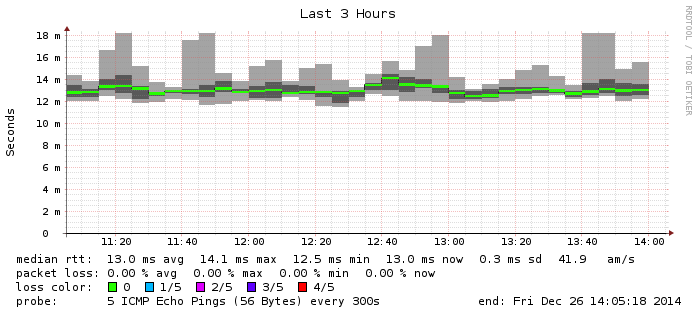 Last 3 Hours
RRDTOOL / TOBI OETIKER
Seconds
18 m
16 m
14 m
12 m
10 m
8 m
6 m
4 m
2 m
0
11:20 11:40 12:00 12:20 12:40 13:00 13:20 13:40 14:00
median rtt: 13.0 ms avg 14.1 ms max 12.5 ms min 13.0 ms now 0.3 ms sd 41.9 am/s
packet loss: 0.00 % avg 0.00 % max 0.00 % min 0.00 % now
loss color: 0 1/5 2/5 3/5 4/5
probe: 5 ICMP Echo Pings (56 Bytes) every 300s end: Fri Dec 26 14:05:18 2014